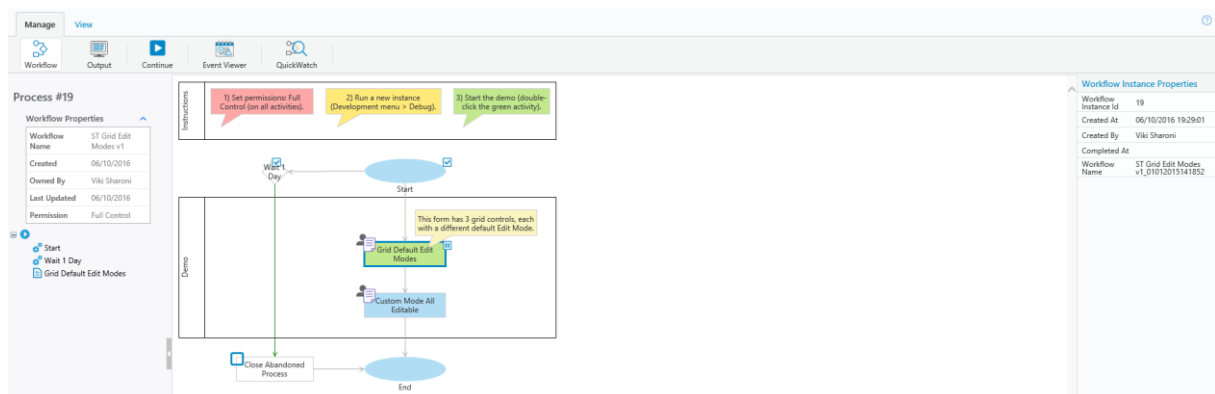 Manage View
Workflow Output Continue Event Viewer QuickWatch
Process #19
Workflow Properties
Workflow Name ST Grid Edit Modes v1
Created 06/10/2016
Owned By Viki Sharoni
Last Updated 06/10/2016
Permission Full Control
Start
Wait 1 Day
Grid Default Edit Modes
Instructions
1) Set permissions: Full
Control (on all activities).
2) Run a new instance
(Development menu > Debug).
3) Start the demo (double-
click the green activity).
Wait 1
Day
Start
Demo
This form has 3 grid controls, each
with a different default Edit Mode.
Grid Default Edit
Modes
Custom Mode All
Editable
Close Abandoned
Process
End
Workflow Instance Properties
Workflow Instance Id 19
Created At 06/10/2016 19:29:01
Created By Viki Sharoni
Completed At
Workflow Name ST Grid Edit Modes v1_01012015141852